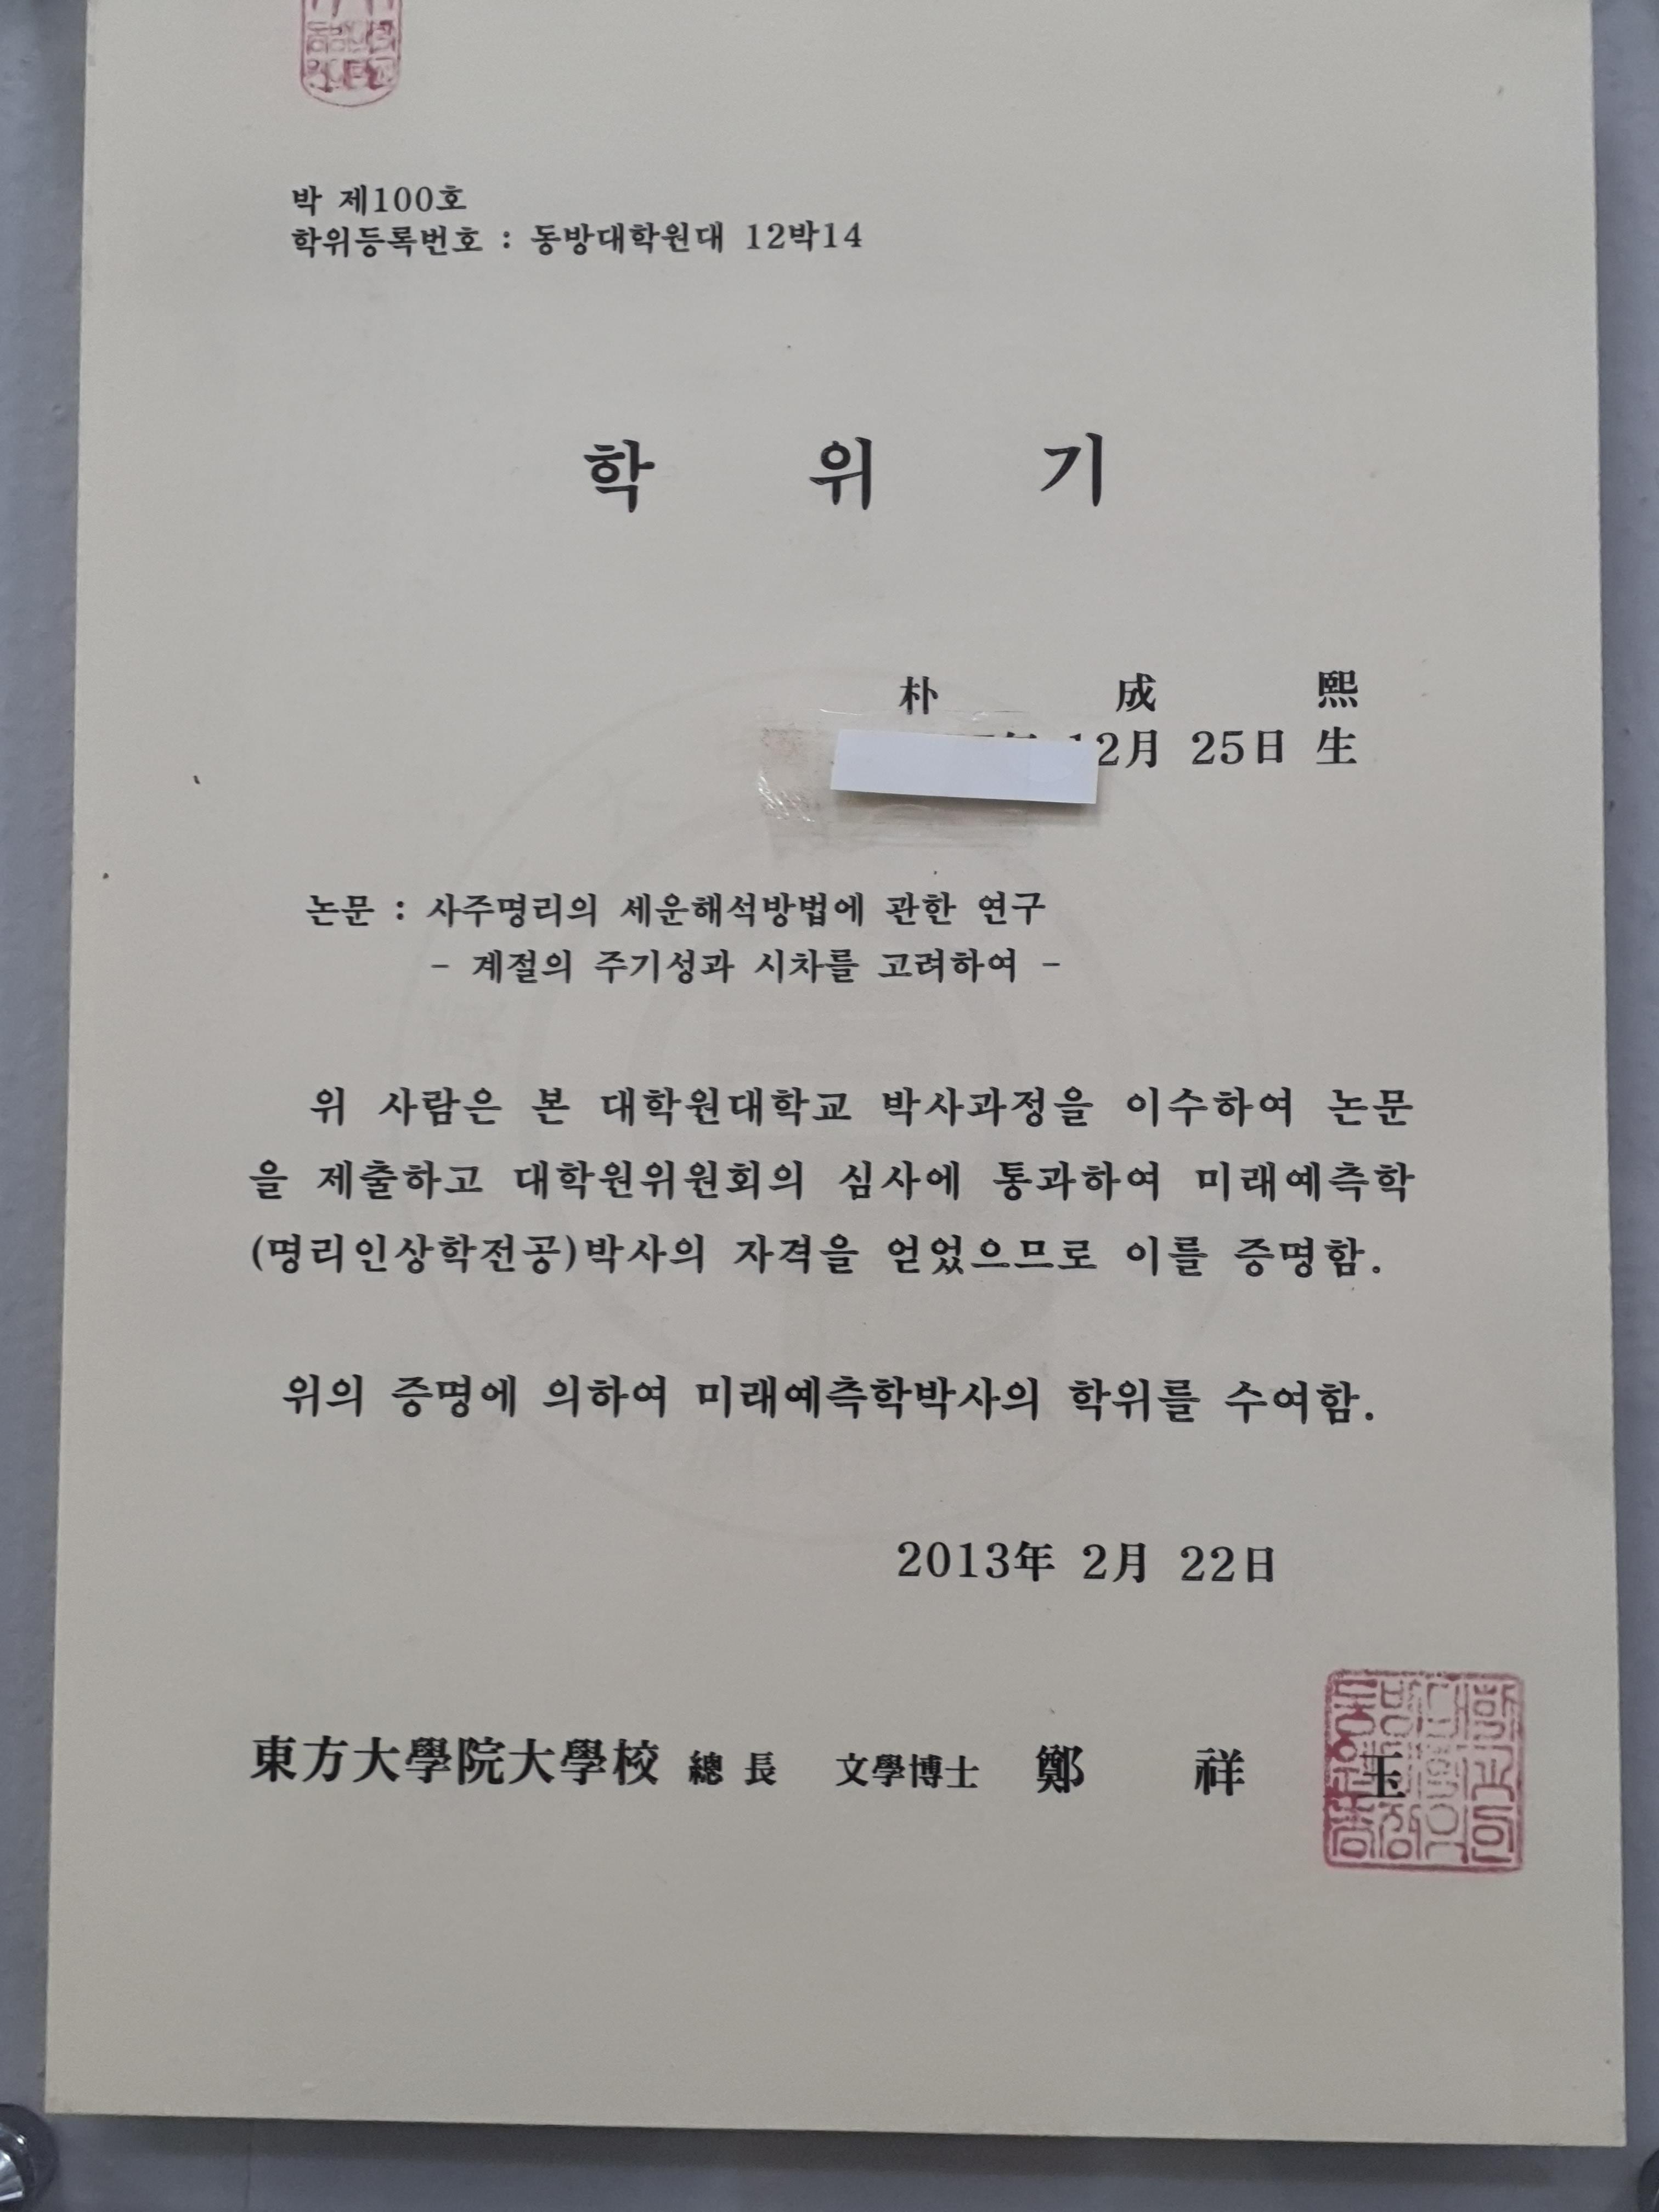 박 제100호
학위등록번호 : 동방대학원대 12박14
학 위 기
朴 成 熙
12月 25日 生
논문 : 사주명리의 세운해석방법에 관한 연구
- 계절의 주기성과 시차를 고려하여 -
위 사람은 본 대학원대학교 박사과정을 이수하여 논문
을 제출하고 대학원위원회의 심사에 통과하여 미래예측학
(명리인상학전공)박사의 자격을 얻었으므로 이를 증명함.
위의 증명에 의하여 미래예측학박사의 학위를 수여함.
2013年 2月 22日
東方大學院大學校 總長 文學博士 鄭 祥 玉